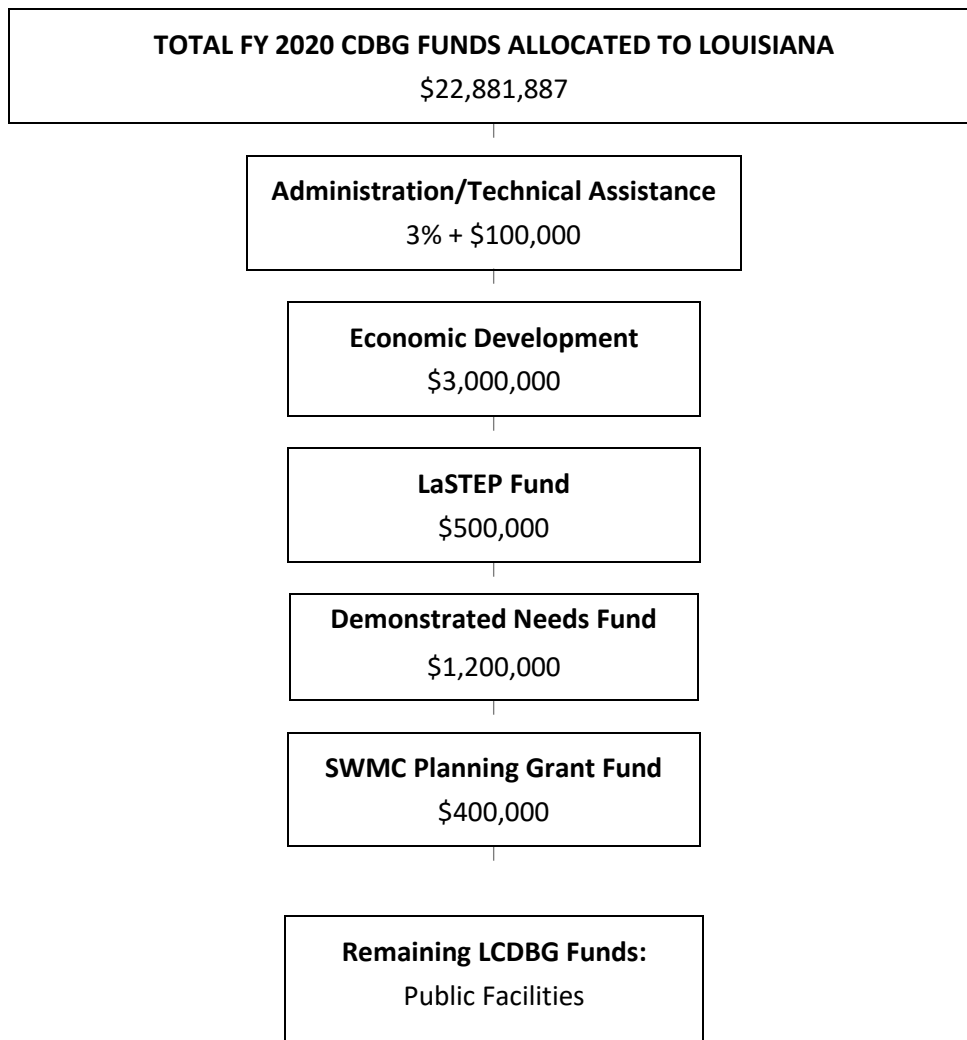 TOTAL FY 2020 CDBG FUNDS ALLOCATED TO LOUISIANA
$22,881,887
Administration/Technical Assistance
3% + $100,000
Economic Development
$3,000,000
LaSTEP Fund
$500,000
Demonstrated Needs Fund
$1,200,000
SWMC Planning Grant Fund
$400,000
Remaining LCDBG Funds:
Public Facilities